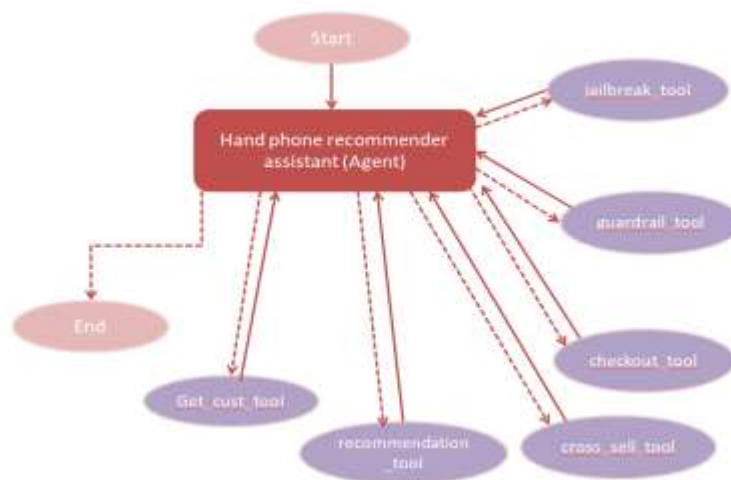 Start
jailbreak_tool
Hand phone recommender
assistant (Agent)
guardrail_tool
End
checkout_tool
Get_cust_tool
recommendation
_tool
cross_sell_tool